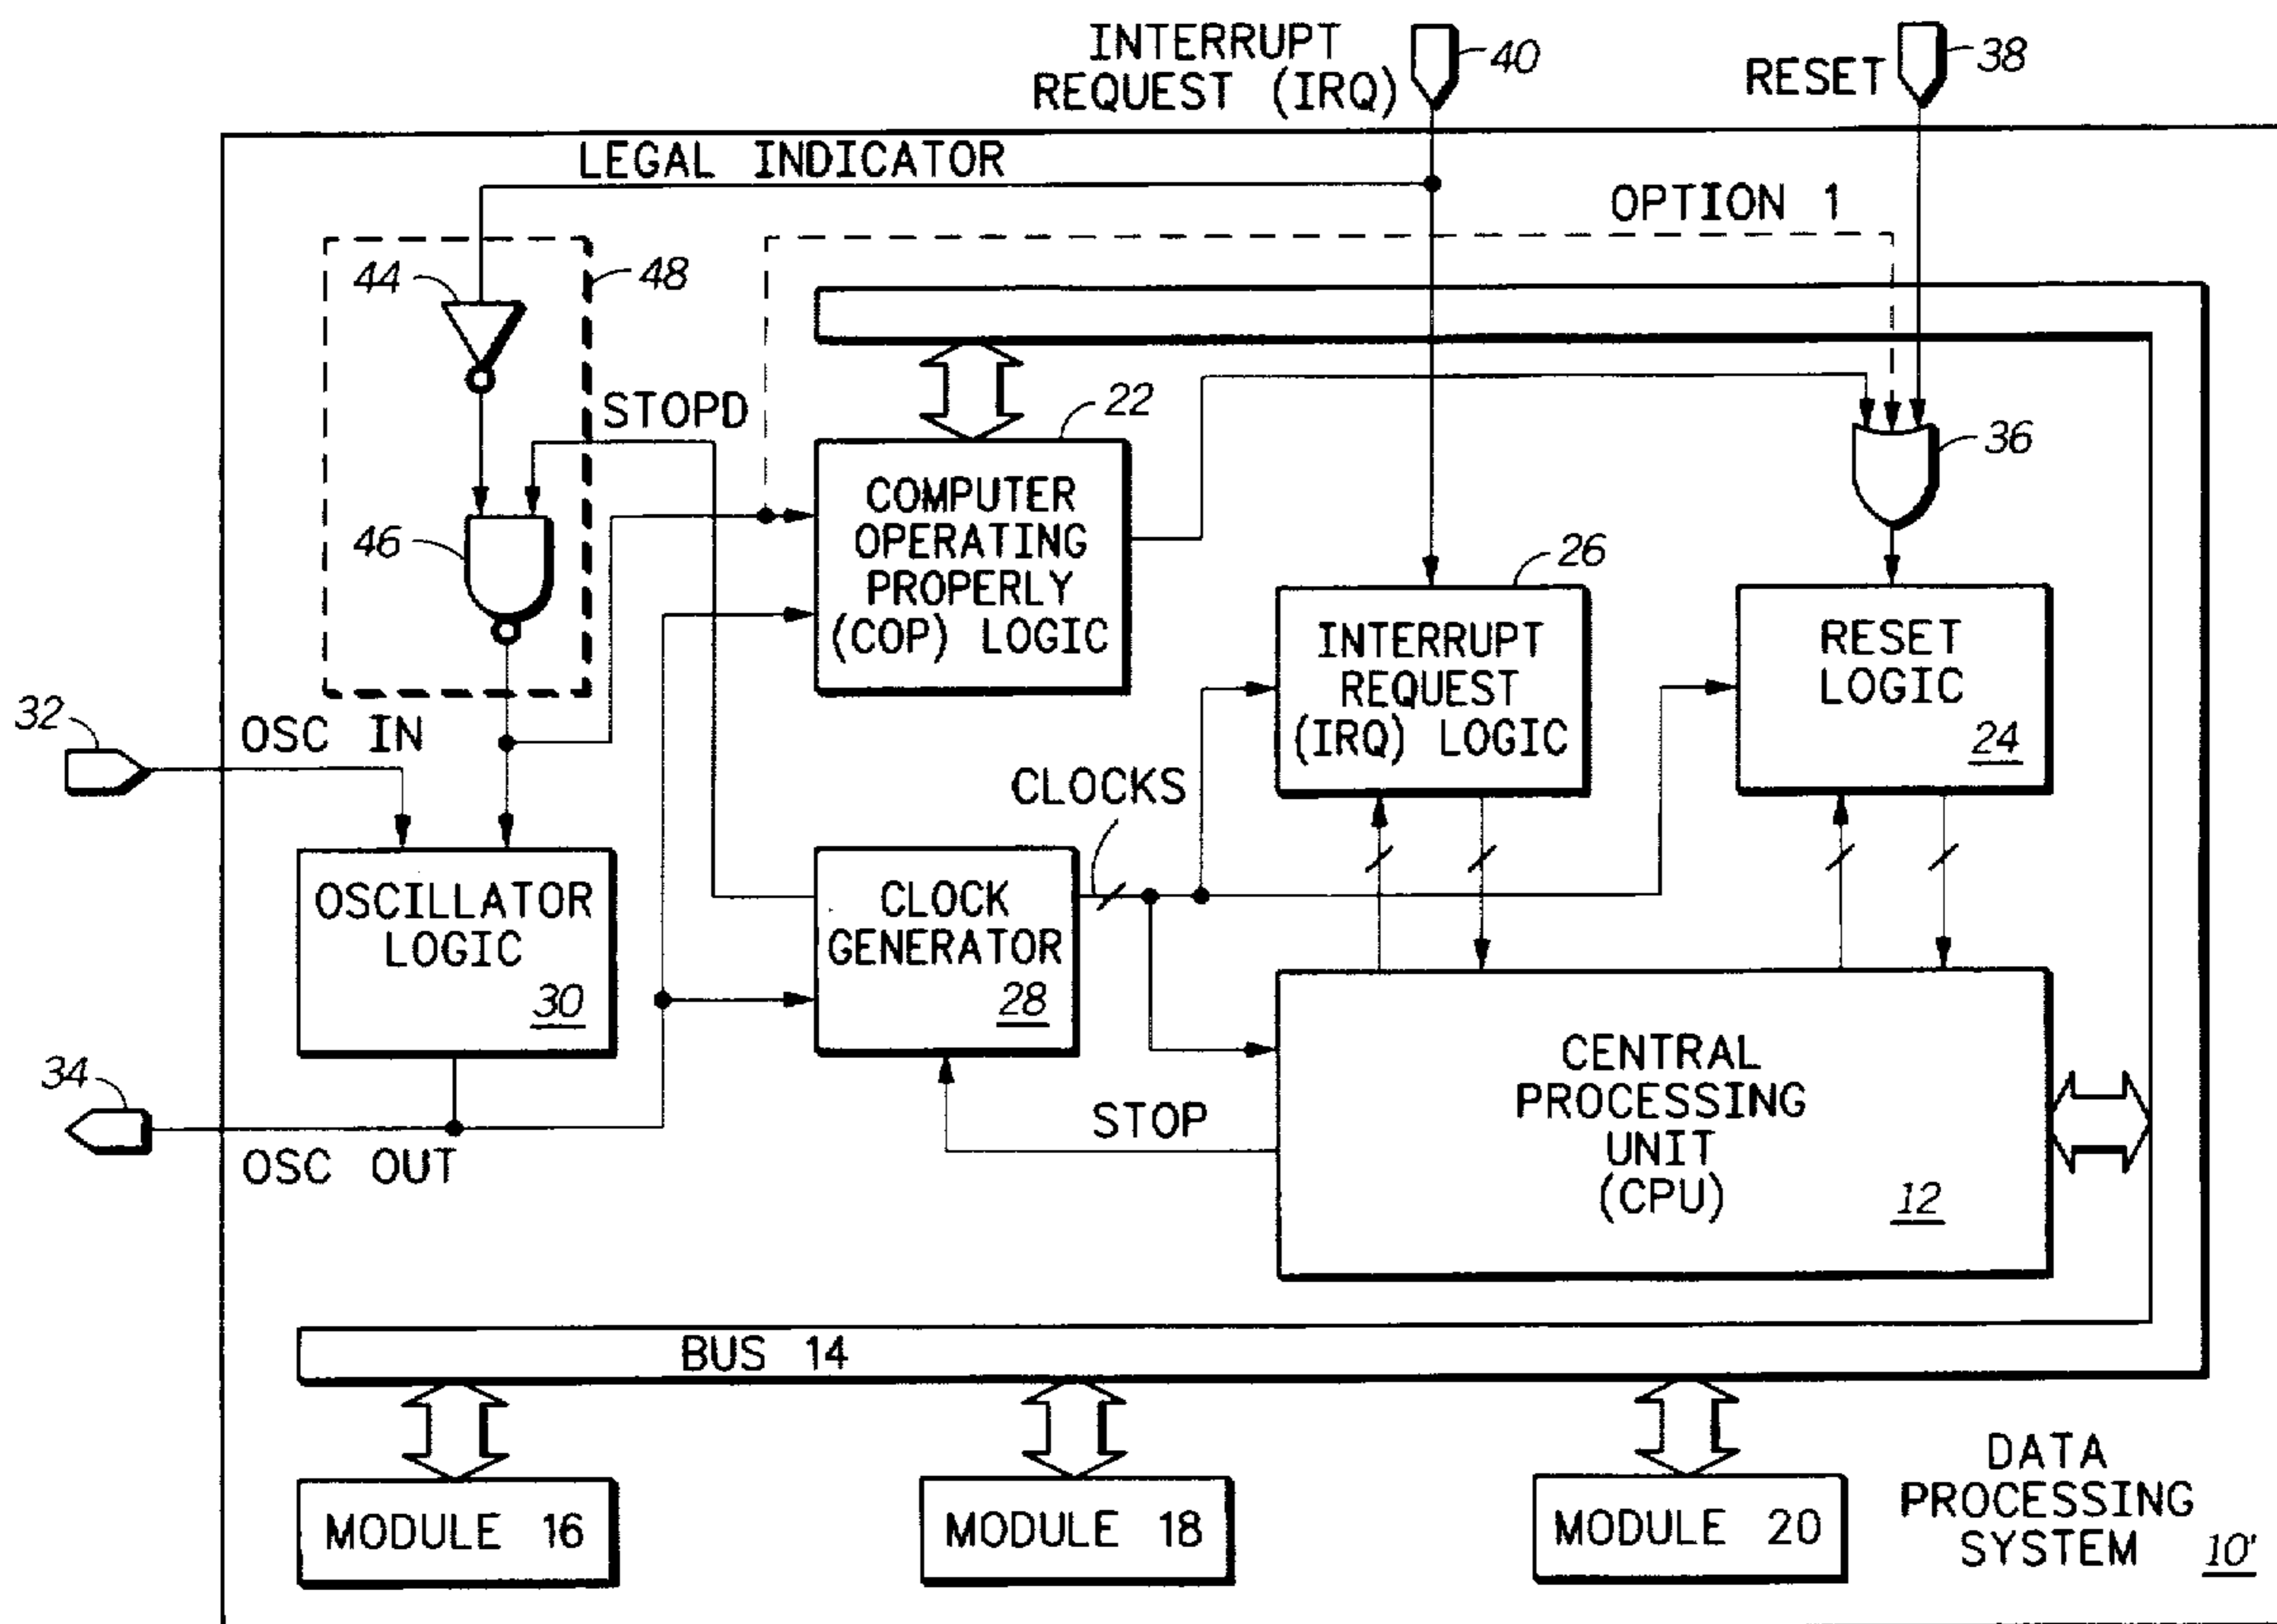 INTERRUPT
REQUEST (IRQ)
40
RESET
38
LEGAL INDICATOR
OPTION 1
44
48
STOPD
22
36
COMPUTER
OPERATING
PROPERLY
(COP) LOGIC
46
26
INTERRUPT
REQUEST
(IRQ) LOGIC
RESET
LOGIC
24
32
OSC IN
CLOCKS
OSCILLATOR
LOGIC
30
CLOCK
GENERATOR
28
34
OSC OUT
STOP
CENTRAL
PROCESSING
UNIT
(CPU)
12
BUS 14
MODULE 16
MODULE 18
MODULE 20
DATA
PROCESSING
SYSTEM
10'